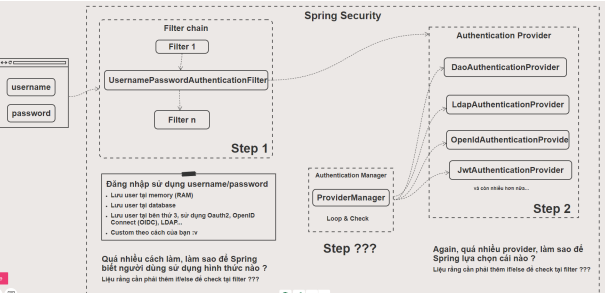 Spring Security
Filter chain
Filter 1
UsernamePasswordAuthenticationFilter
Filter n
Step 1
username
password
Đăng nhập sử dụng username/password
- Lưu user tại memory (RAM)
- Lưu user tại database
- Lưu user tại bên thứ 3, sử dụng Oauth2, OpenID
Connect (OIDC), LDAP...
- Custom theo cách của bạn :v
Quá nhiều cách làm, làm sao để Spring
biết người dùng sử dụng hình thức nào ?
Liệu rằng cần phải thêm if/else để check tại filter ???
Authentication Manager
ProviderManager
Loop & Check
Step ???
Authentication Provider
DaoAuthenticationProvider
LdapAuthenticationProvider
OpenIdAuthenticationProvide
JwtAuthenticationProvider
và còn nhiều hơn nữa...
Step 2
Again, quá nhiều provider, làm sao để
Spring lựa chọn cái nào ?
Liệu rằng cần phải thêm if/else để check tại filter ???